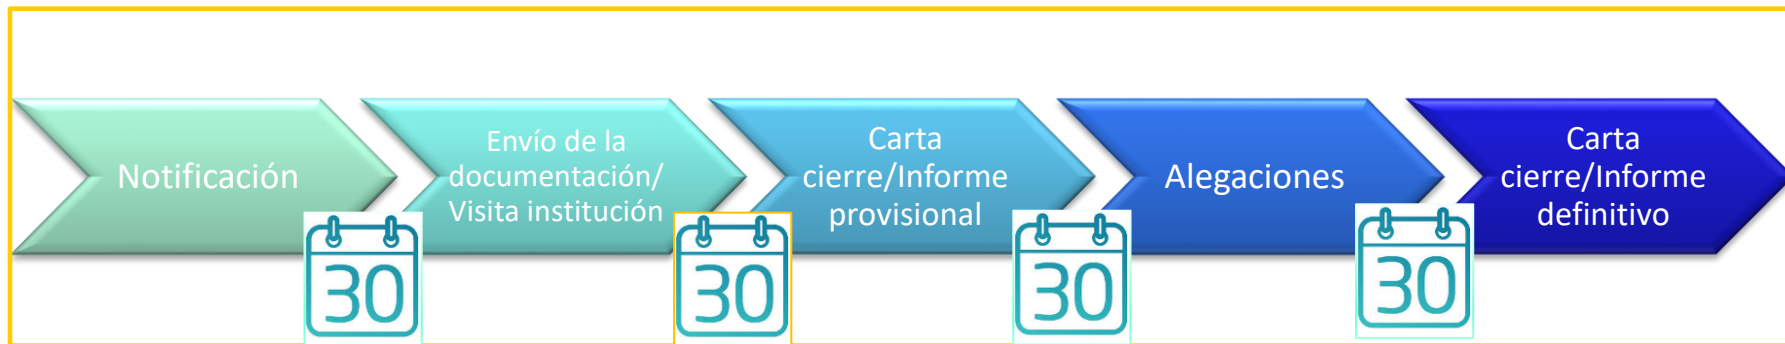 Notificación
Envío de la
documentación/
Visita institución
Carta
cierre/Informe
provisional
Alegaciones
Carta
cierre/Informe
definitivo
30
30
30
30